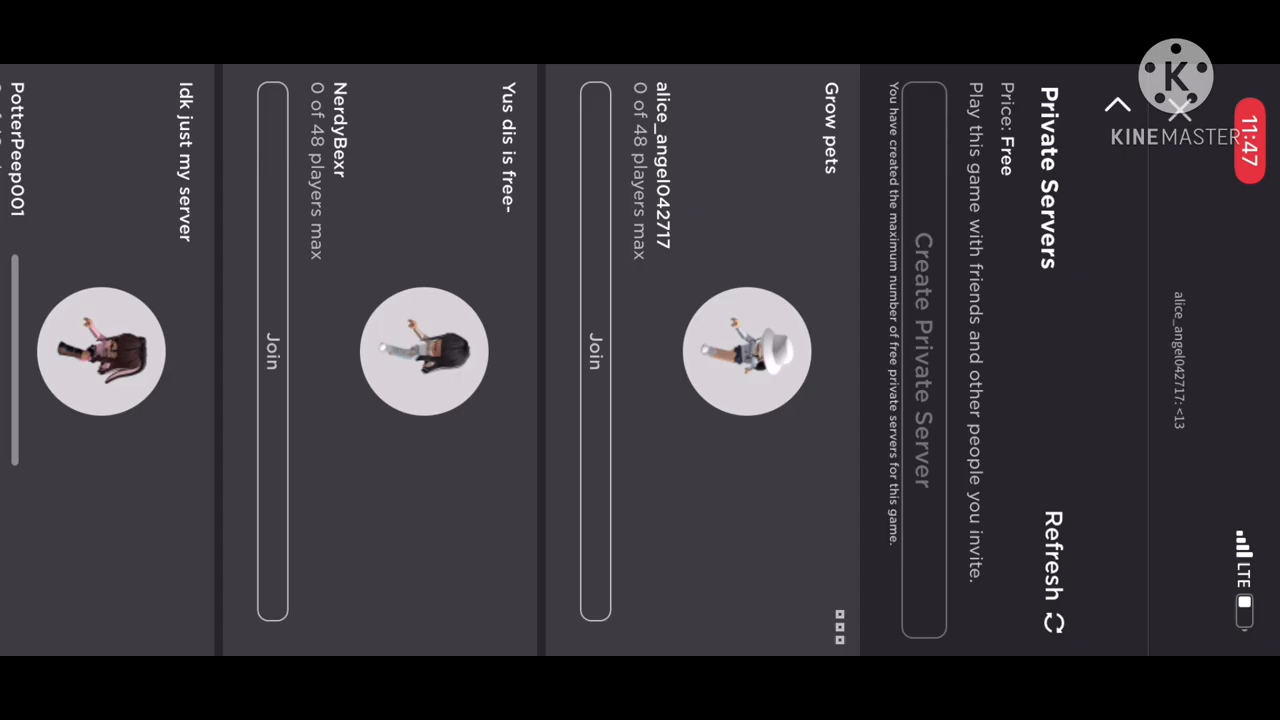 11:47
LTE
KINEMASTER
alice_angel042717: <13
Private Servers
Refresh
Price: Free
Play this game with friends and other people you invite.
Create Private Server
You have created the maximum number of free private servers for this game.
Grow pets
alice_angel042717
0 of 48 players max
Join
Yus dis is free-
NerdyBexr
0 of 48 players max
Join
Idk just my server
PotterPeep001